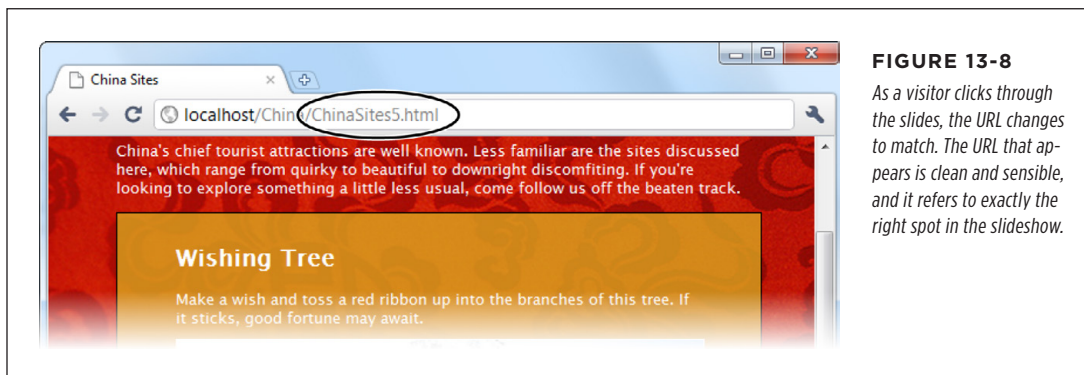 China Sites
localhost/China/ChinaSites5.html
China's chief tourist attractions are well known. Less familiar are the sites discussed
here, which range from quirky to beautiful to downright discomfiting. If you're
looking to explore something a little less usual, come follow us off the beaten track.
Wishing Tree
Make a wish and toss a red ribbon up into the branches of this tree. If
it sticks, good fortune may await.
FIGURE 13-8
As a visitor clicks through
the slides, the URL changes
to match. The URL that ap-
pears is clean and sensible,
and it refers to exactly the
right spot in the slideshow.